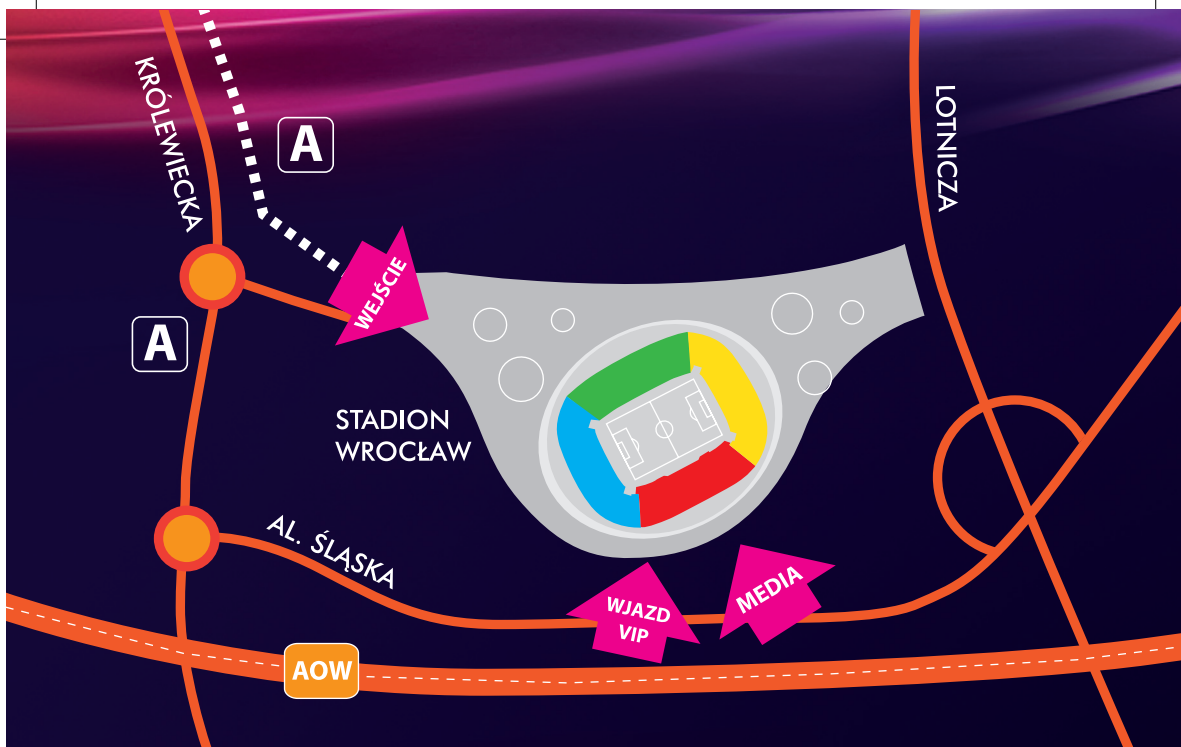 KRÓLEWIECKA
A
LOTNICZA
WEJŚCIE
A
STADION
WROCŁAW
AL. ŚLĄSKA
WJAZD
VIP
MEDIA
AOW